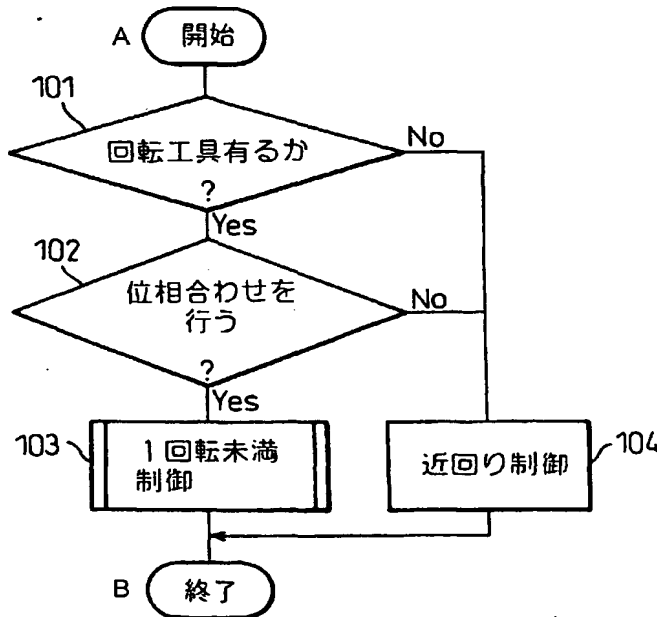 A 開始
101
回転工具有るか
?
No
Yes
102
位相合わせを
行う
?
No
Yes
103
1回転未満
制御
近回り制御
104
B 終了